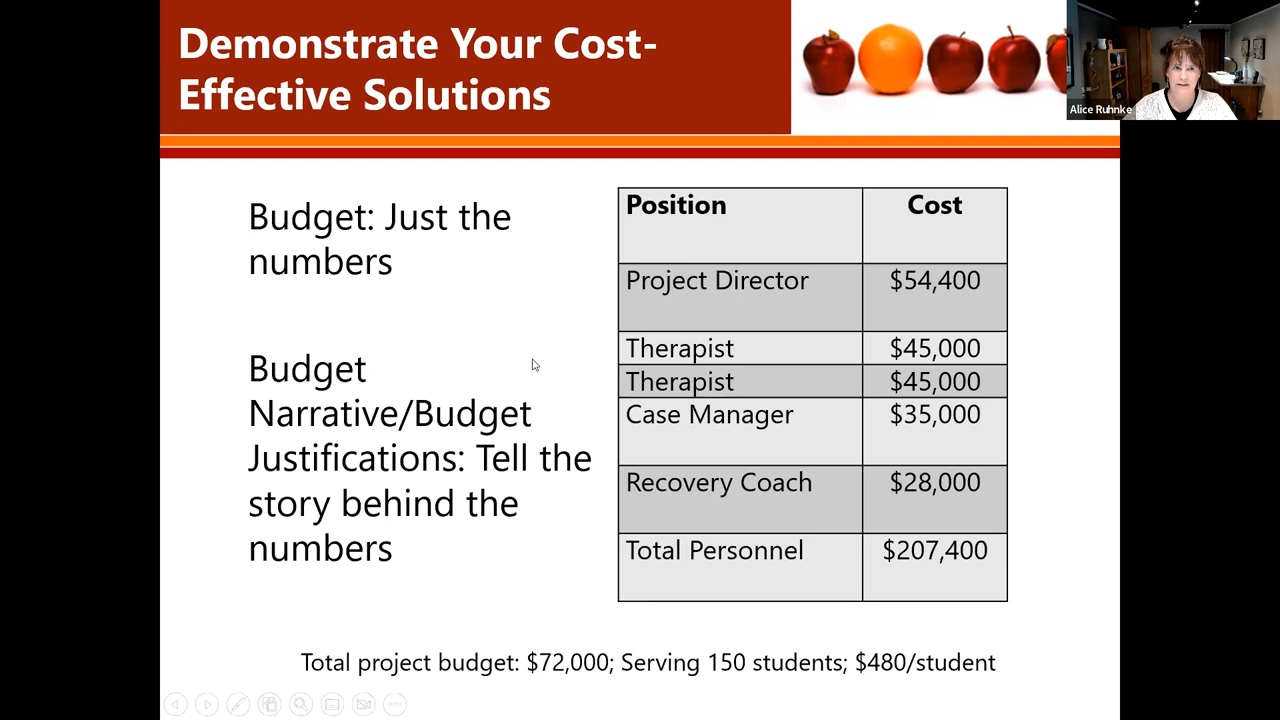 Demonstrate Your Cost-
Effective Solutions
Alice Ruhnke
Budget: Just the
numbers
Budget
Narrative/Budget
Justifications: Tell the
story behind the
numbers
Position Cost
Project Director $54,400
Therapist $45,000
Therapist $45,000
Case Manager $35,000
Recovery Coach $28,000
Total Personnel $207,400
Total project budget: $72,000; Serving 150 students; $480/student